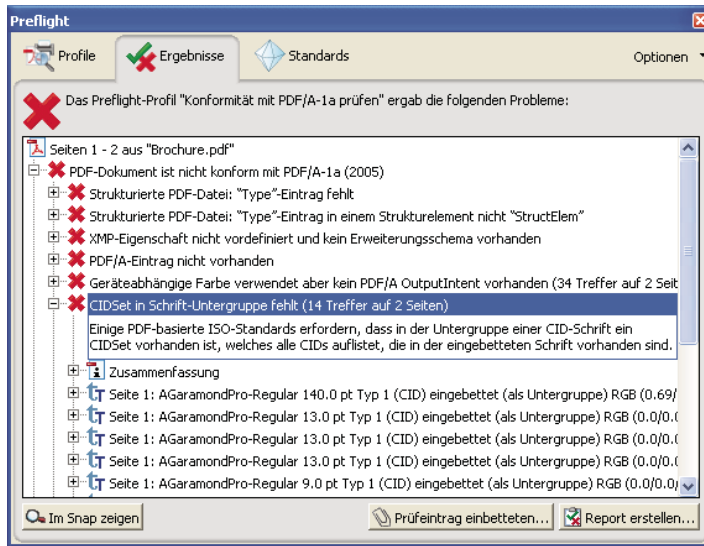 Preflight
Profile Ergebnisse Standards Optionen
Das Preflight-Profil "Konformität mit PDF/A-1a prüfen" ergab die folgenden Probleme:
Seiten 1 - 2 aus "Brochure.pdf"
PDF-Dokument ist nicht konform mit PDF/A-1a (2005)
Strukturierte PDF-Datei: "Type"-Eintrag fehlt
Strukturierte PDF-Datei: "Type"-Eintrag in einem Strukturelement nicht "StructElem"
XMP-Eigenschaft nicht vordefiniert und kein Erweiterungsschema vorhanden
PDF/A-Eintrag nicht vorhanden
Geräteabhängige Farbe verwendet aber kein PDF/A OutputIntent vorhanden (34 Treffer auf 2 Seit
CIDSet in Schrift-Untergruppe fehlt (14 Treffer auf 2 Seiten)
Einige PDF-basierte ISO-Standards erfordern, dass in der Untergruppe einer CID-Schrift ein
CIDSet vorhanden ist, welches alle CIDs auflistet, die in der eingebetteten Schrift vorhanden sind.
Zusammenfassung
Seite 1: AGaramondPro-Regular 140.0 pt Typ 1 (CID) eingebettet (als Untergruppe) RGB (0.69/
Seite 1: AGaramondPro-Regular 13.0 pt Typ 1 (CID) eingebettet (als Untergruppe) RGB (0.0/0.0
Seite 1: AGaramondPro-Regular 13.0 pt Typ 1 (CID) eingebettet (als Untergruppe) RGB (0.0/0.0
Seite 1: AGaramondPro-Regular 13.0 pt Typ 1 (CID) eingebettet (als Untergruppe) RGB (0.0/0.0
Seite 1: AGaramondPro-Regular 9.0 pt Typ 1 (CID) eingebettet (als Untergruppe) RGB (0.0/0.0/
Im Snap zeigen Prüfeintrag einbetteten... Report erstellen...